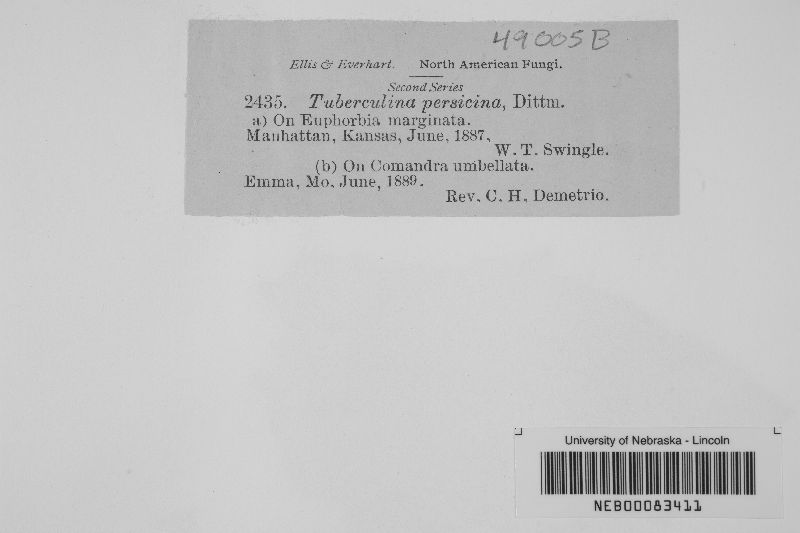 49005B
Ellis & Everhart. North American Fungi.
Second Series
2435. Tuberculina persicina, Dittm.
a) On Euphorbia marginata.
Manhattan, Kansas, June, 1887,
W. T. Swingle.
(b) On Comandra umbellata.
Emma, Mo, June, 1889.
Rev. C. H. Demetrio.
University of Nebraska - Lincoln
NEB00083411